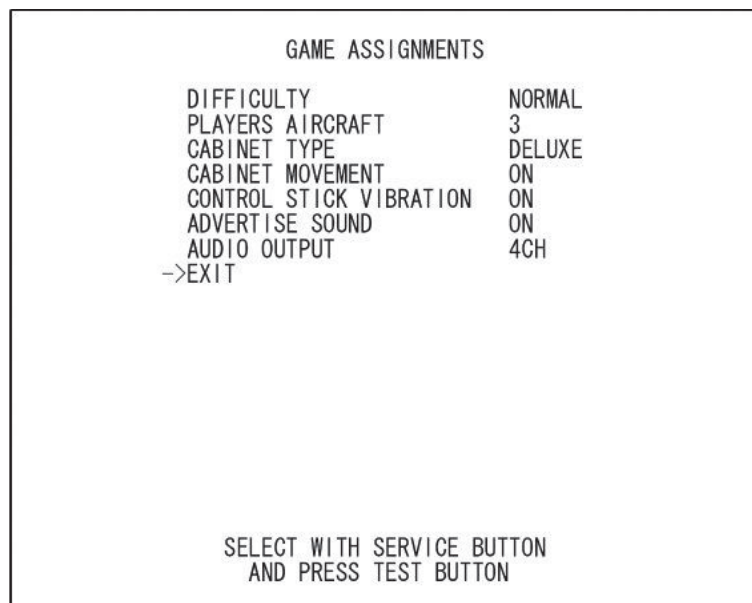 GAME ASSIGNMENTS
DIFFICULTY NORMAL
PLAYERS AIRCRAFT 3
CABINET TYPE DELUXE
CABINET MOVEMENT ON
CONTROL STICK VIBRATION ON
ADVERTISE SOUND ON
AUDIO OUTPUT 4CH
->EXIT
SELECT WITH SERVICE BUTTON
AND PRESS TEST BUTTON